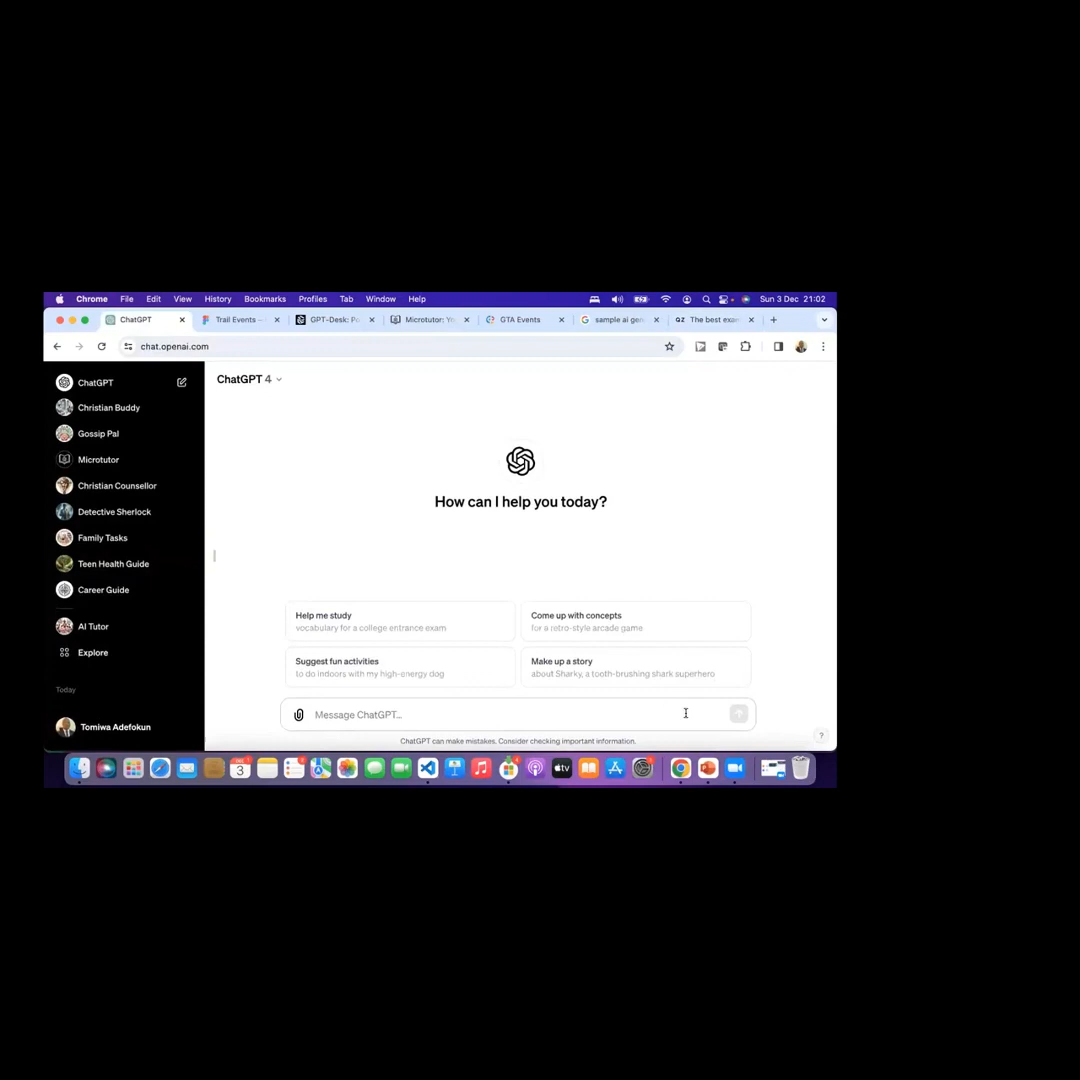 Chrome File Edit View History Bookmarks Profiles Tab Window Help Sun 3 Dec 21:02
ChatGPT Trail Events – GPT-Desk: Po Microtutor: Yo GTA Events sample ai gen The best exa
chat.openai.com
ChatGPT
Christian Buddy
Gossip Pal
Microtutor
Christian Counsellor
Detective Sherlock
Family Tasks
Teen Health Guide
Career Guide
AI Tutor
Explore
Today
Tomiwa Adefokun
ChatGPT 4
How can I help you today?
Help me study
vocabulary for a college entrance exam
Come up with concepts
for a retro-style arcade game
Suggest fun activities
to do indoors with my high-energy dog
Make up a story
about Sharky, a tooth-brushing shark superhero
Message ChatGPT...
ChatGPT can make mistakes. Consider checking important information.
?
tv